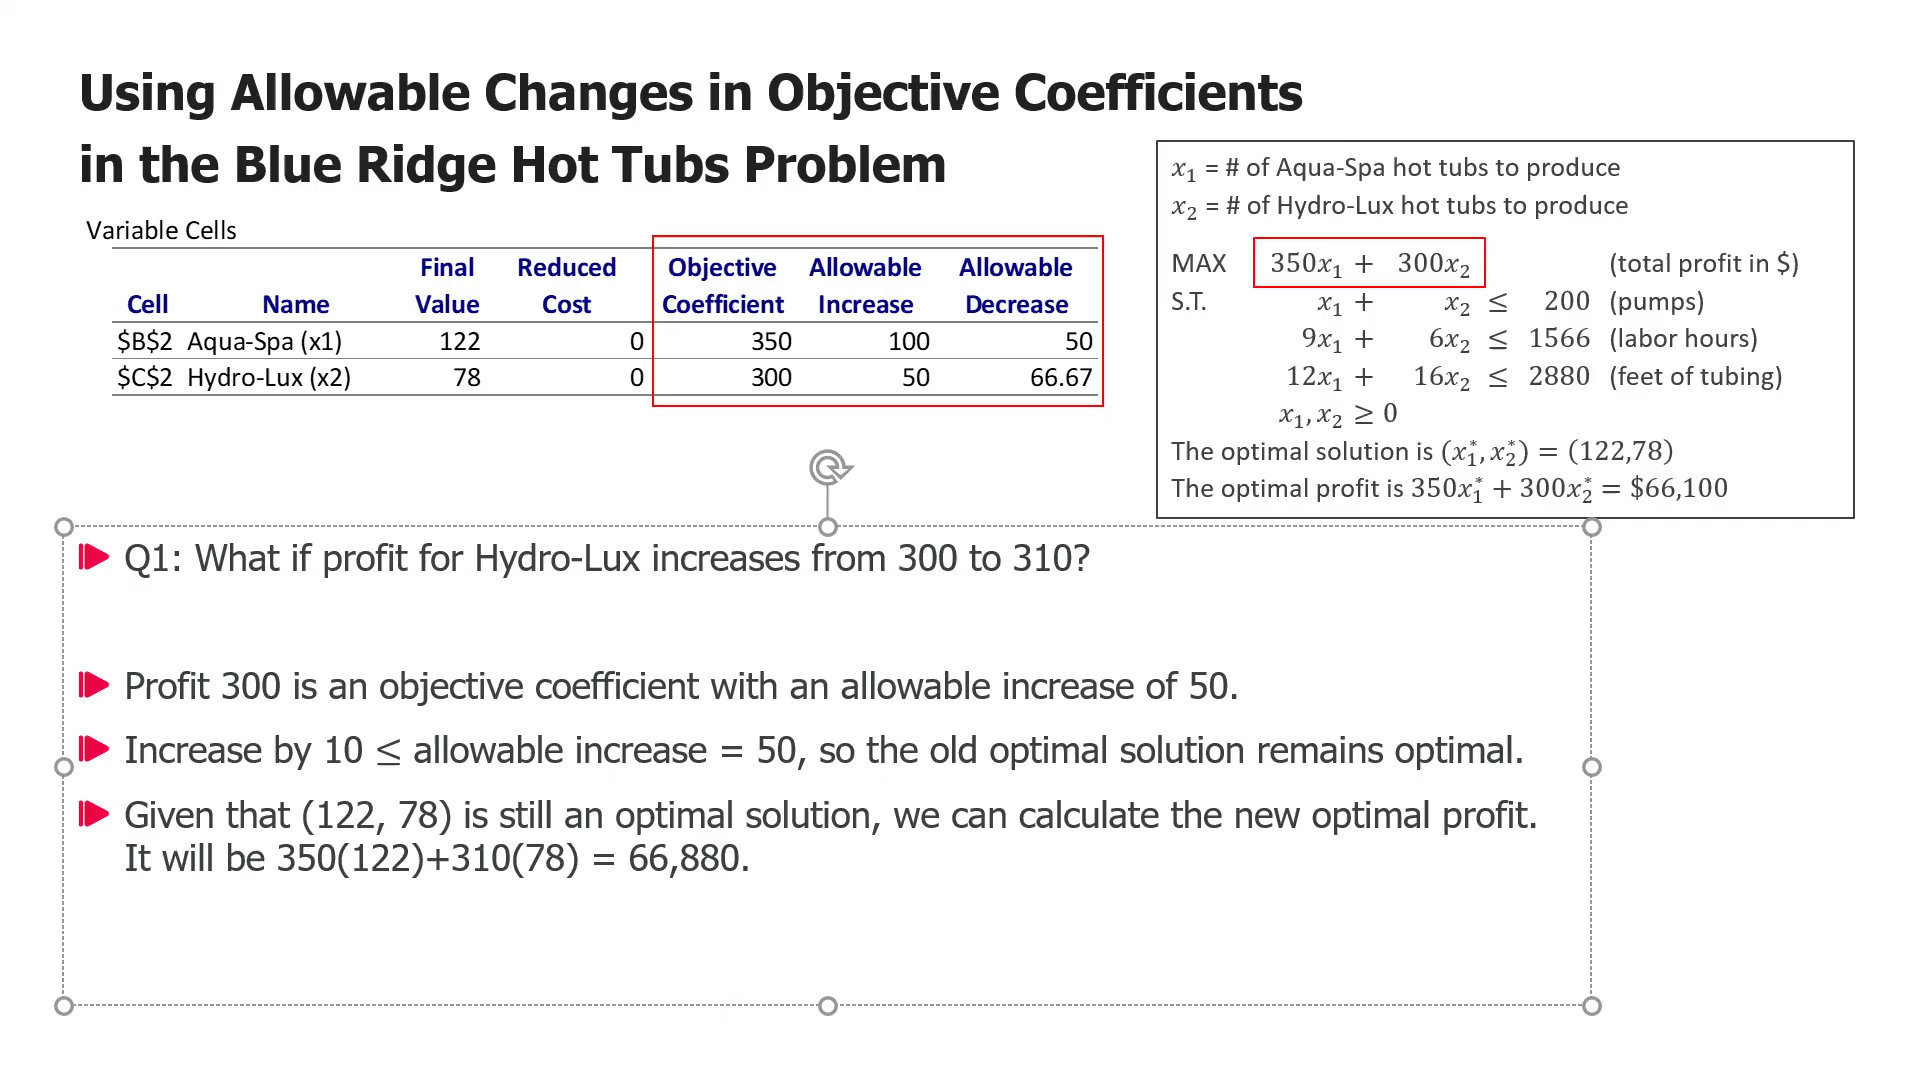 Using Allowable Changes in Objective Coefficients
in the Blue Ridge Hot Tubs Problem
Variable Cells
Final Reduced Objective Allowable Allowable
Cell Name Value Cost Coefficient Increase Decrease
$B$2 Aqua-Spa (x1) 122 0 350 100 50
$C$2 Hydro-Lux (x2) 78 0 300 50 66.67
x₁ = # of Aqua-Spa hot tubs to produce
x₂ = # of Hydro-Lux hot tubs to produce
MAX 350x₁ + 300x₂ (total profit in $)
S.T. x₁ + x₂ ≤ 200 (pumps)
9x₁ + 6x₂ ≤ 1566 (labor hours)
12x₁ + 16x₂ ≤ 2880 (feet of tubing)
x₁, x₂ ≥ 0
The optimal solution is (x₁*, x₂*) = (122,78)
The optimal profit is 350x₁* + 300x₂* = $66,100
Q1: What if profit for Hydro-Lux increases from 300 to 310?
Profit 300 is an objective coefficient with an allowable increase of 50.
Increase by 10 ≤ allowable increase = 50, so the old optimal solution remains optimal.
Given that (122, 78) is still an optimal solution, we can calculate the new optimal profit.
It will be 350(122)+310(78) = 66,880.